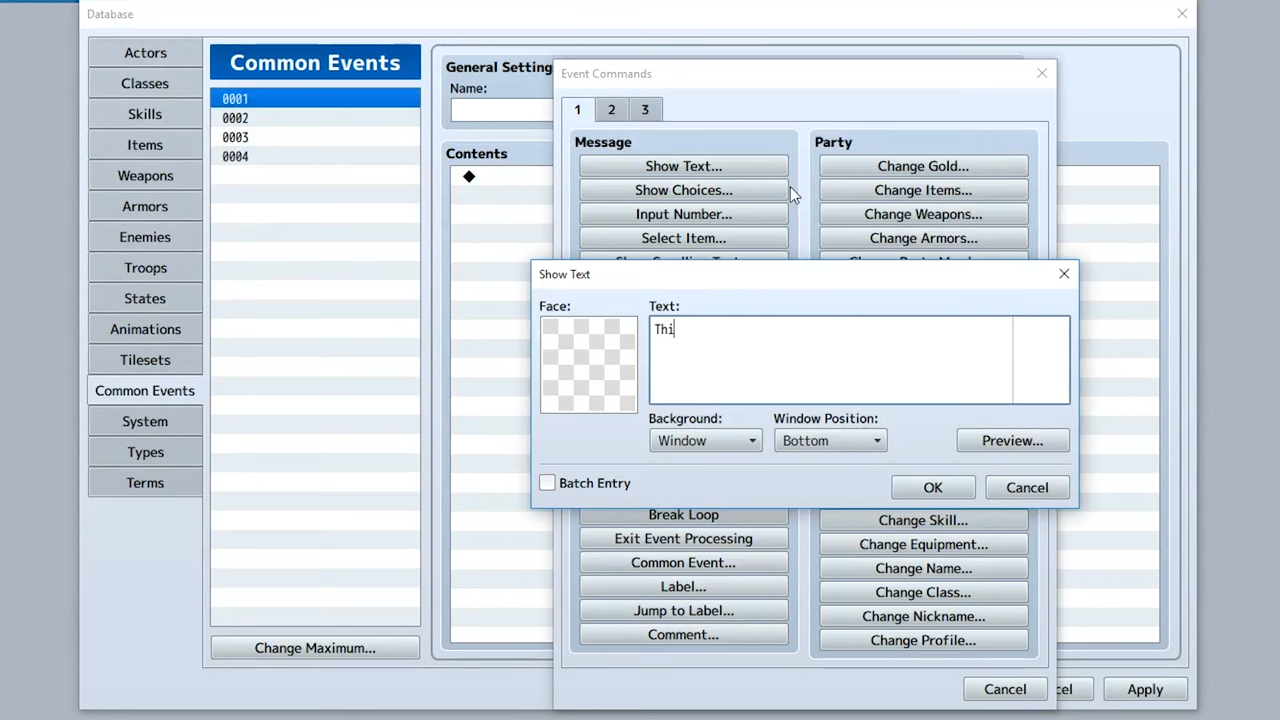 Database
Actors
Classes
Skills
Items
Weapons
Armors
Enemies
Troops
States
Animations
Tilesets
Common Events
System
Types
Terms
Common Events
0001
0002
0003
0004
Change Maximum...
General Setting
Name:
Contents
Event Commands
1 2 3
Message
Show Text...
Show Choices...
Input Number...
Select Item...
Party
Change Gold...
Change Items...
Change Weapons...
Change Armors...
Show Text
Face:
Text:
Thi
Background:
Window
Window Position:
Bottom
Preview...
Batch Entry
OK
Cancel
Break Loop
Exit Event Processing
Common Event...
Label...
Jump to Label...
Comment...
Change Skill...
Change Equipment...
Change Name...
Change Class...
Change Nickname...
Change Profile...
Cancel
cel
Apply